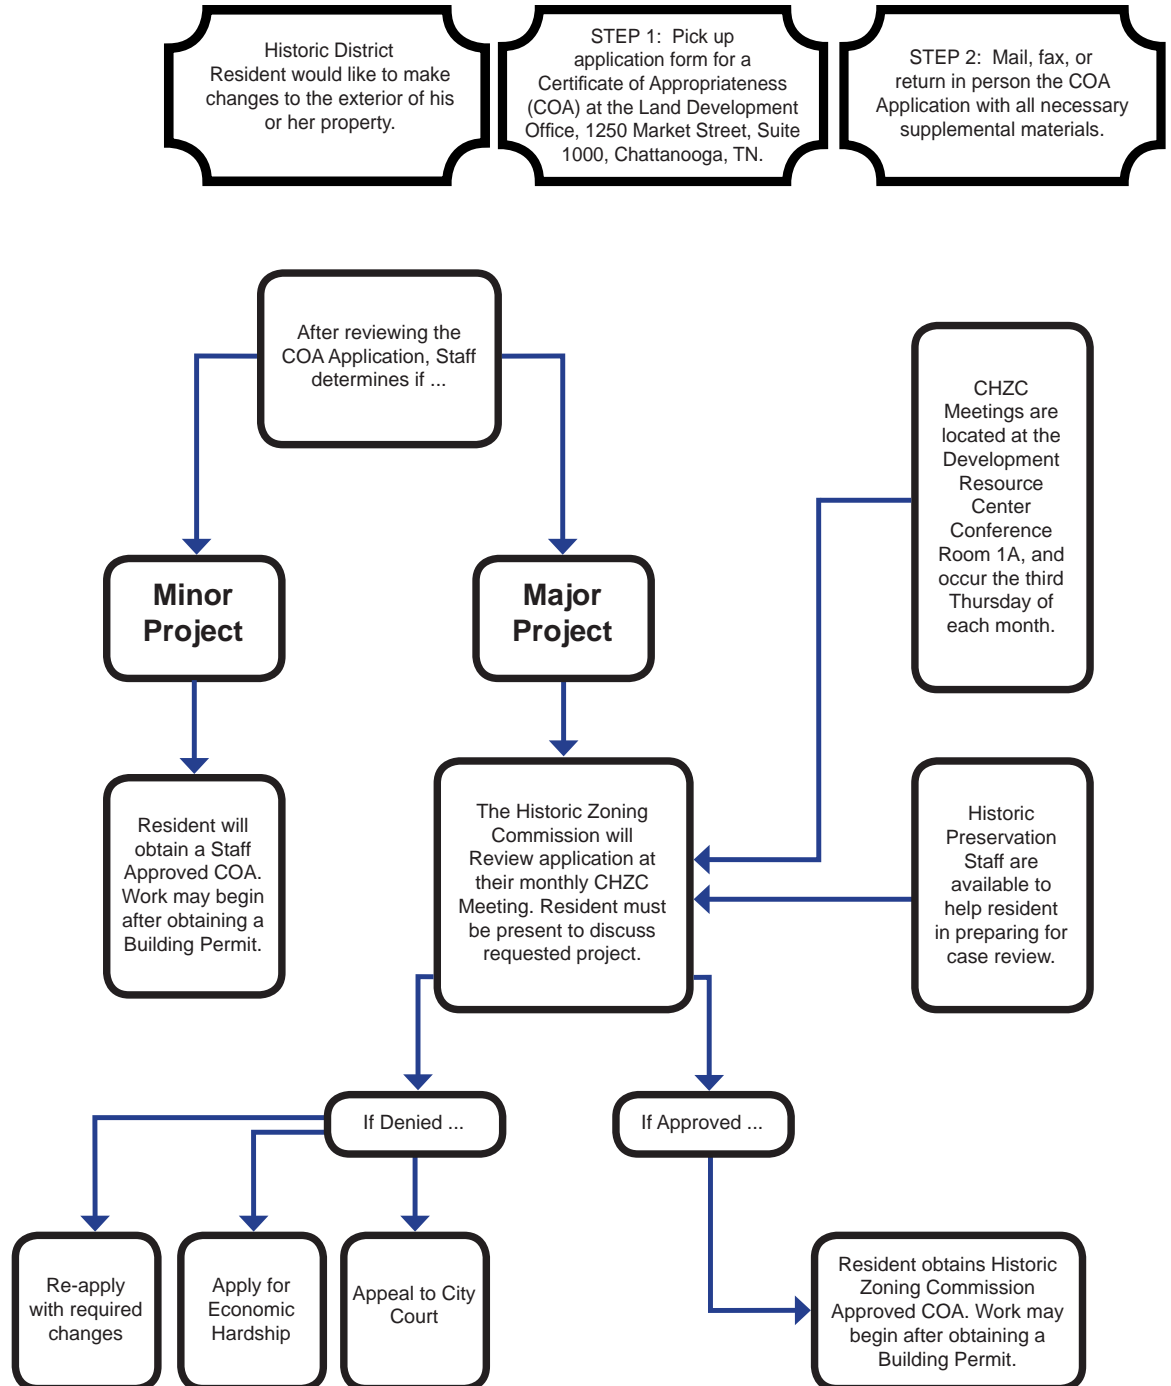 Historic District
Resident would like to make
changes to the exterior of his
or her property.
STEP 1:  Pick up
application form for a
Certificate of Appropriateness
(COA) at the Land Development
Office, 1250 Market Street, Suite
1000, Chattanooga, TN.
STEP 2:  Mail, fax, or
return in person the COA
Application with all necessary
supplemental materials.
After reviewing the
COA Application, Staff
determines if ...
Minor
Project
Major
Project
CHZC
Meetings are
located at the
Development
Resource
Center
Conference
Room 1A, and
occur the third
Thursday of
each month.
Resident will
obtain a Staff
Approved COA.
Work may begin
after obtaining a
Building Permit.
The Historic Zoning
Commission will
Review application at
their monthly CHZC
Meeting. Resident must
be present to discuss
requested project.
Historic
Preservation
Staff are
available to
help resident
in preparing for
case review.
If Denied ...
If Approved ...
Re-apply
with required
changes
Apply for
Economic
Hardship
Appeal to City
Court
Resident obtains Historic
Zoning Commission
Approved COA. Work may
begin after obtaining a
Building Permit.